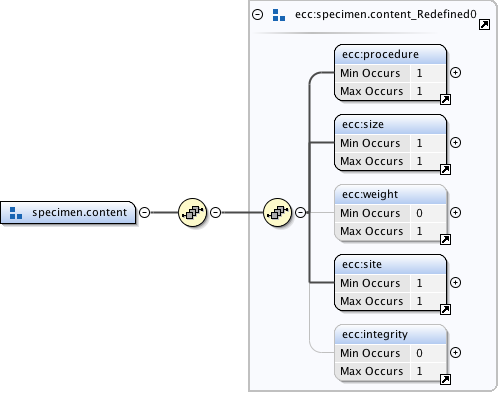 ecc:specimen.content_Redefined0
ecc:procedure
Min Occurs 1
Max Occurs 1
ecc:size
Min Occurs 1
Max Occurs 1
specimen.content
ecc:weight
Min Occurs 0
Max Occurs 1
ecc:site
Min Occurs 1
Max Occurs 1
ecc:integrity
Min Occurs 0
Max Occurs 1